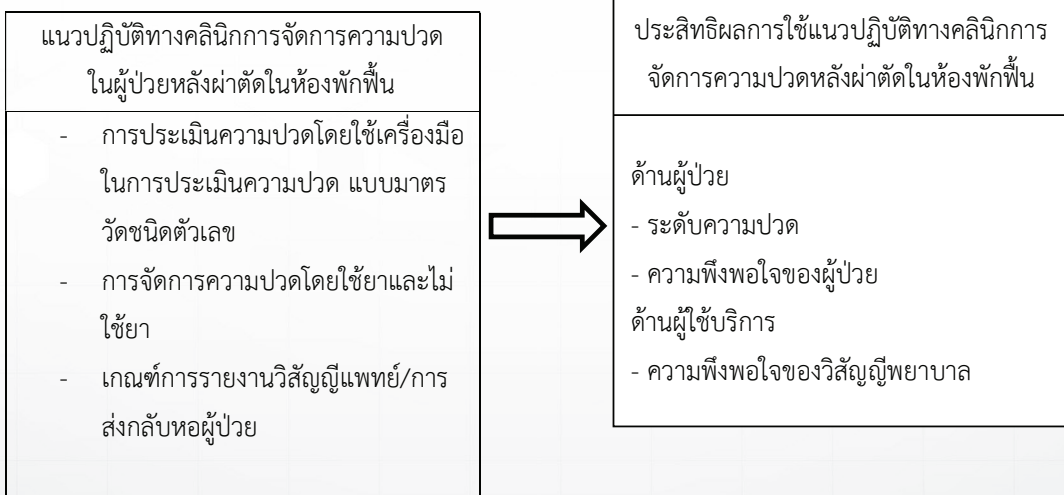 แนวปฏิบัติทางคลินิกการจัดการความปวด
ในผู้ป่วยหลังผ่าตัดในห้องพักฟื้น
- การประเมินความปวดโดยใช้เครื่องมือ
ในการประเมินความปวด แบบมาตร
วัดชนิดตัวเลข
- การจัดการความปวดโดยใช้ยาและไม่
ใช้ยา
- เกณฑ์การรายงานวิสัญญีแพทย์/การ
ส่งกลับหอผู้ป่วย
ประสิทธิผลการใช้แนวปฏิบัติทางคลินิกการ
จัดการความปวดหลังผ่าตัดในห้องพักฟื้น
ด้านผู้ป่วย
- ระดับความปวด
- ความพึงพอใจของผู้ป่วย
ด้านผู้ใช้บริการ
- ความพึงพอใจของวิสัญญีพยาบาล